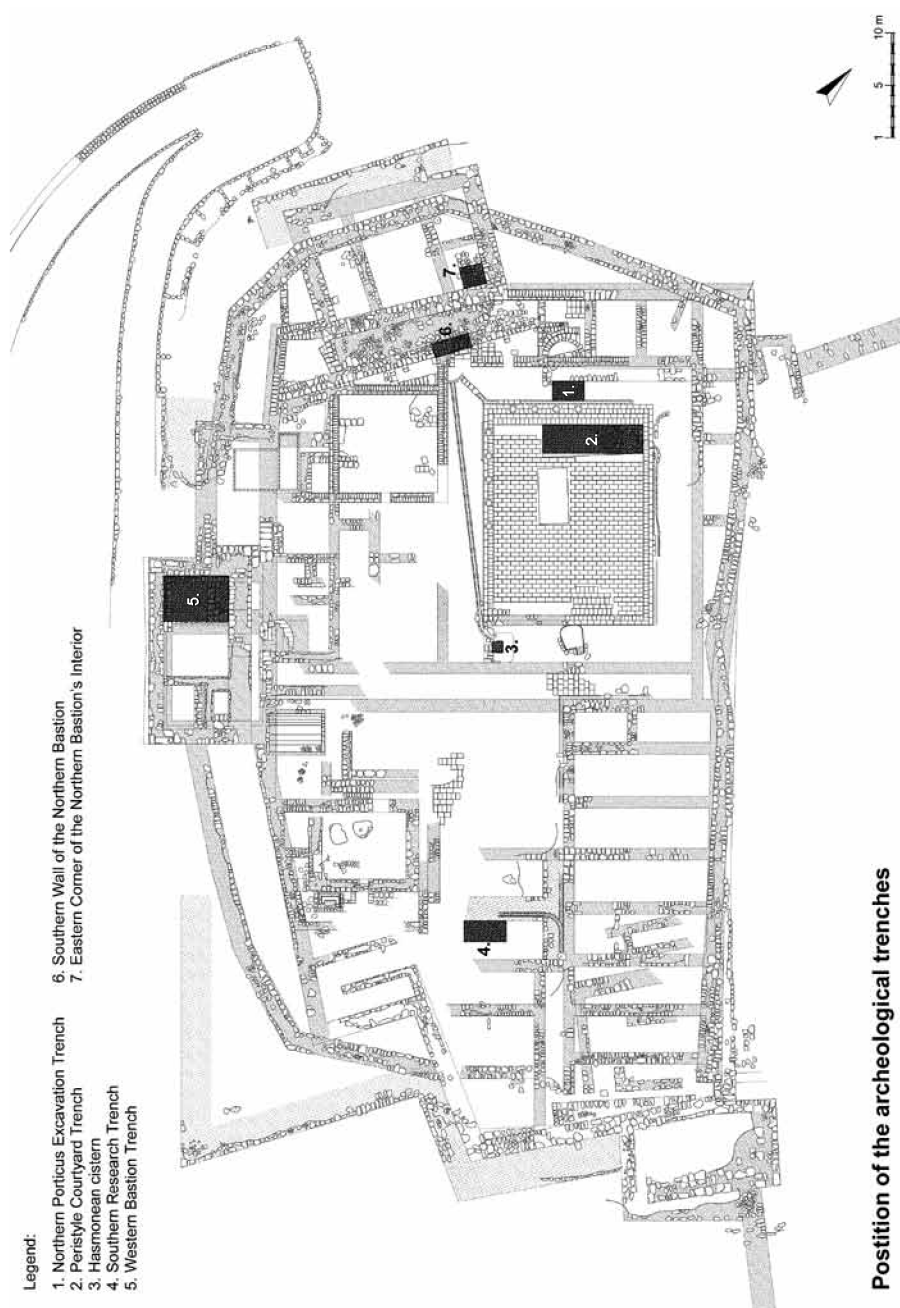 Legend:
1. Northern Porticus Excavation Trench
2. Peristyle Courtyard Trench
3. Hasmonean cistern
4. Southern Research Trench
5. Western Bastion Trench
6. Southern Wall of the Northern Bastion
7. Eastern Corner of the Northern Bastion's Interior
5.
4.
3.
6.
7.
1.
2.
Postition of the archeological trenches
1 5 10 m